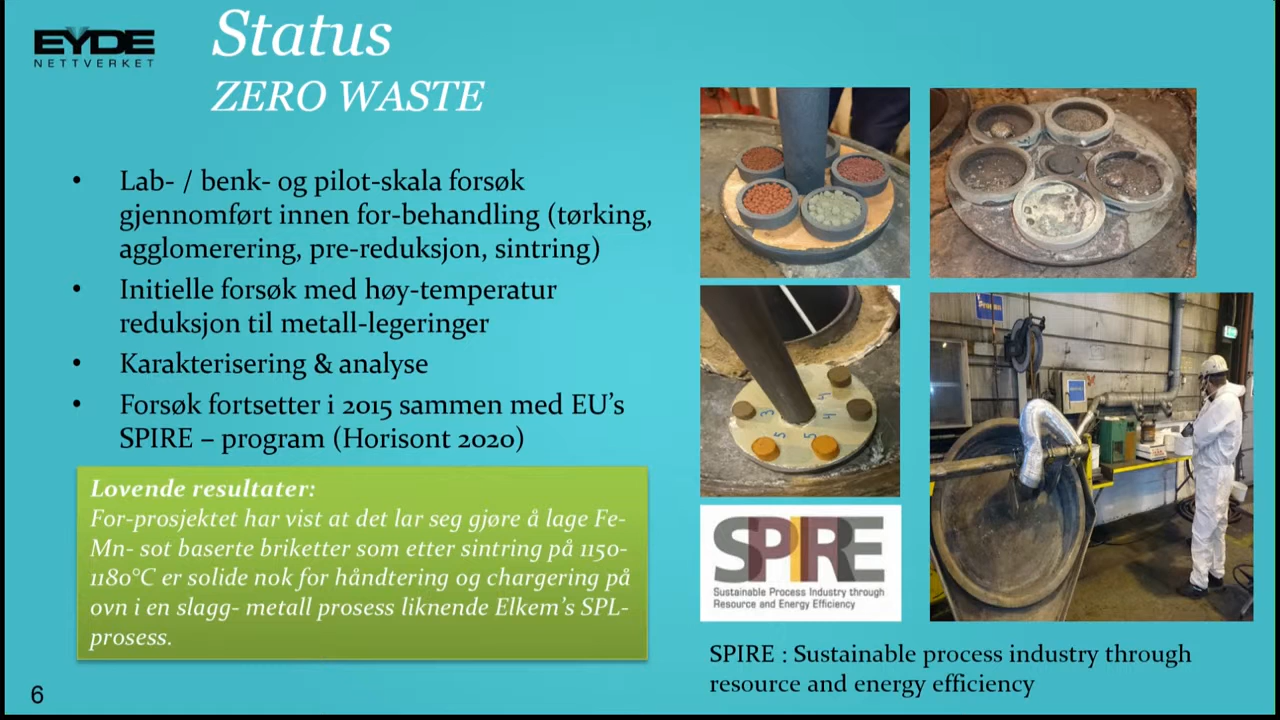 EYDE
NETTVERKET
Status
ZERO WASTE
• Lab- / benk- og pilot-skala forsøk
gjennomført innen for-behandling (tørking,
agglomerering, pre-reduksjon, sintring)
• Initielle forsøk med høy-temperatur
reduksjon til metall-legeringer
• Karakterisering & analyse
• Forsøk fortsetter i 2015 sammen med EU's
SPIRE – program (Horisont 2020)
Lovende resultater:
For-prosjektet har vist at det lar seg gjøre å lage Fe-
Mn- sot baserte briketter som etter sintring på 1150-
1180°C er solide nok for håndtering og chargering på
ovn i en slagg- metall prosess liknende Elkem's SPL-
prosess.
3
4
4
5
5
SPIRE
Sustainable Process Industry through
Resource and Energy Efficiency
SPIRE : Sustainable process industry through
resource and energy efficiency
6